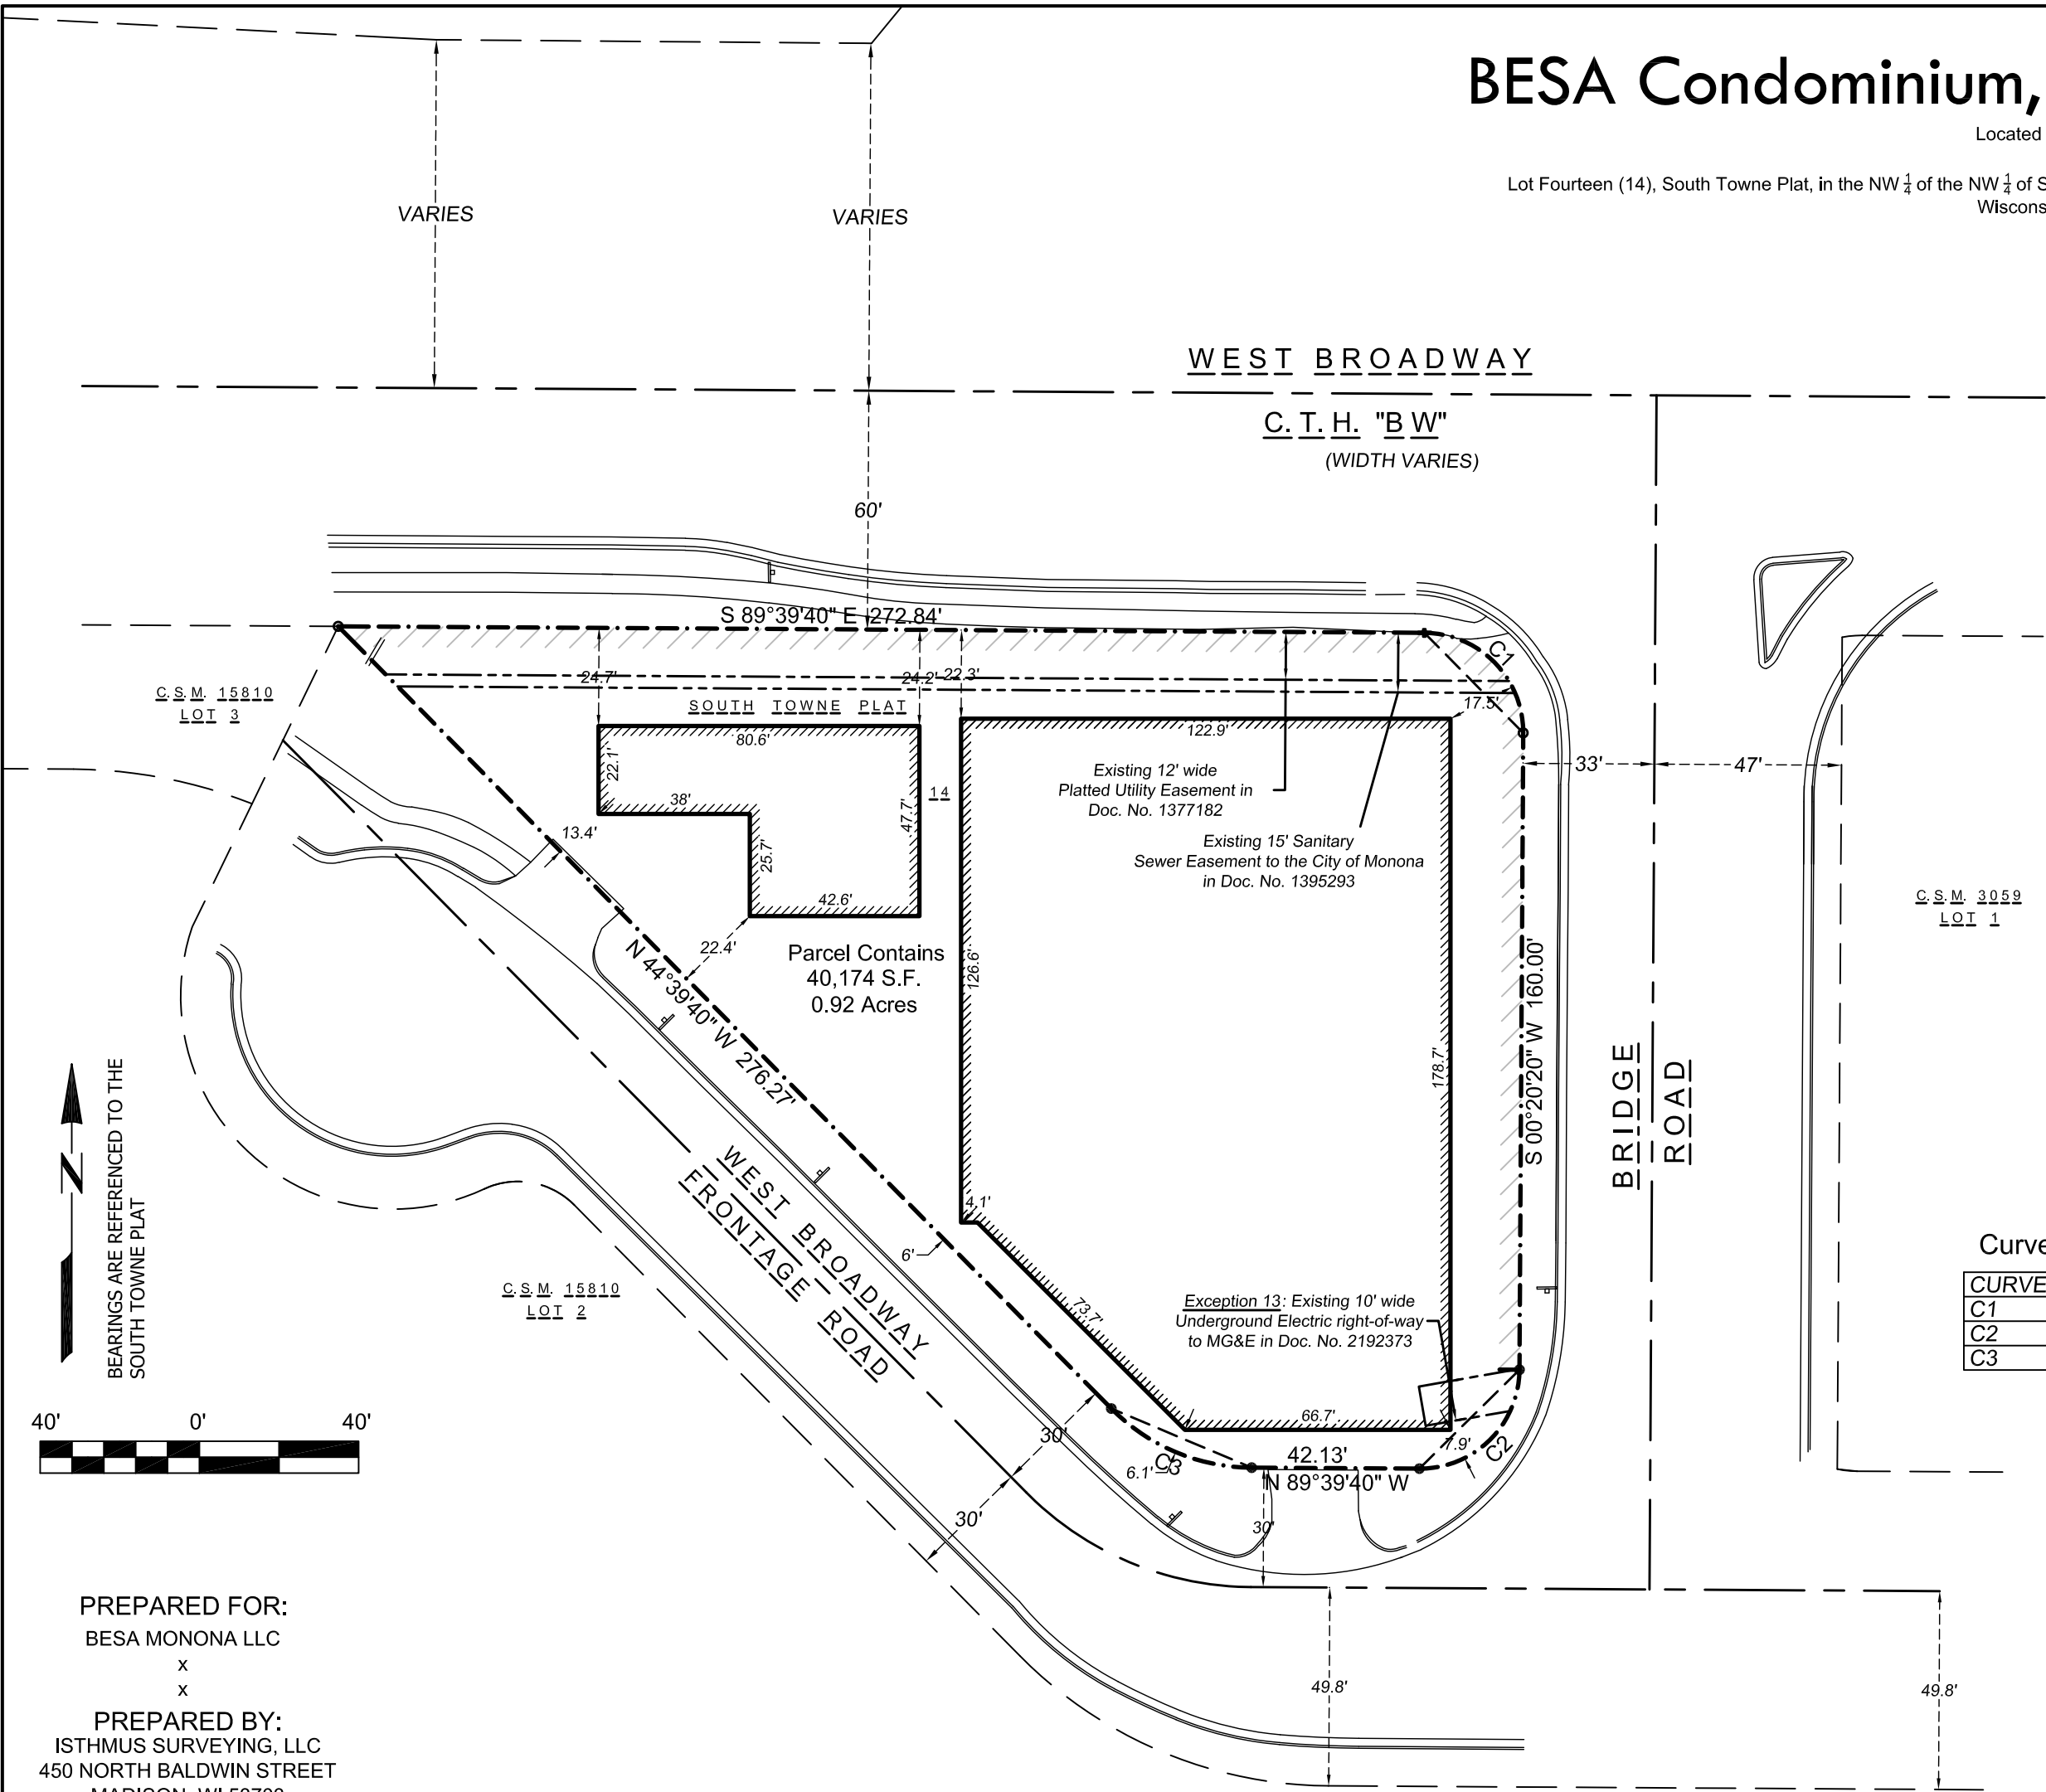 BESA Condominium,
Located
Lot Fourteen (14), South Towne Plat, in the NW 1/4 of the NW 1/4 of S
Wiscons
VARIES
VARIES
WEST BROADWAY
C. T. H. "B W"
(WIDTH VARIES)
60'
S 89°39'40" E 272.84'
C1
C. S. M. 15810
LOT 3
24.7'
24.2'
22.3'
17.5'
SOUTH TOWNE PLAT
80.6'
122.9'
33'
47'
22.1'
38'
47.7'
14
13.4'
25.7'
42.6'
22.4'
Existing 12' wide
Platted Utility Easement in
Doc. No. 1377182
Existing 15' Sanitary
Sewer Easement to the City of Monona
in Doc. No. 1395293
C. S. M. 3059
LOT 1
Parcel Contains
40,174 S.F.
0.92 Acres
126.6'
N 44°39'40" W 276.27'
S 00°20'20" W 160.00'
178.7'
BRIDGE
ROAD
BEARINGS ARE REFERENCED TO THE
SOUTH TOWNE PLAT
N
WEST BROADWAY
FRONTAGE ROAD
4.1'
6'
73.7'
C. S. M. 15810
LOT 2
Exception 13: Existing 10' wide
Underground Electric right-of-way
to MG&E in Doc. No. 2192373
Curve
CURVE
C1
C2
C3
40'
0'
40'
66.7'
7.9'
C2
42.13'
N 89°39'40" W
C3
6.1'
30'
30'
30'
49.8'
49.8'
PREPARED FOR:
BESA MONONA LLC
x
x
PREPARED BY:
ISTHMUS SURVEYING, LLC
450 NORTH BALDWIN STREET